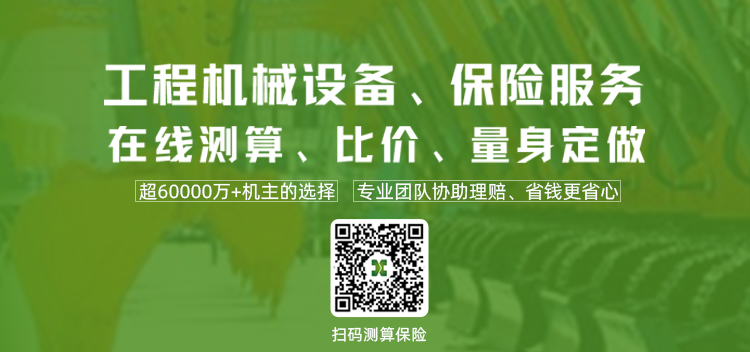 工程机械设备、保险服务
在线测算、比价、量身定做
超60000万+机主的选择 专业团队协助理赔、省钱更省心
扫码测算保险